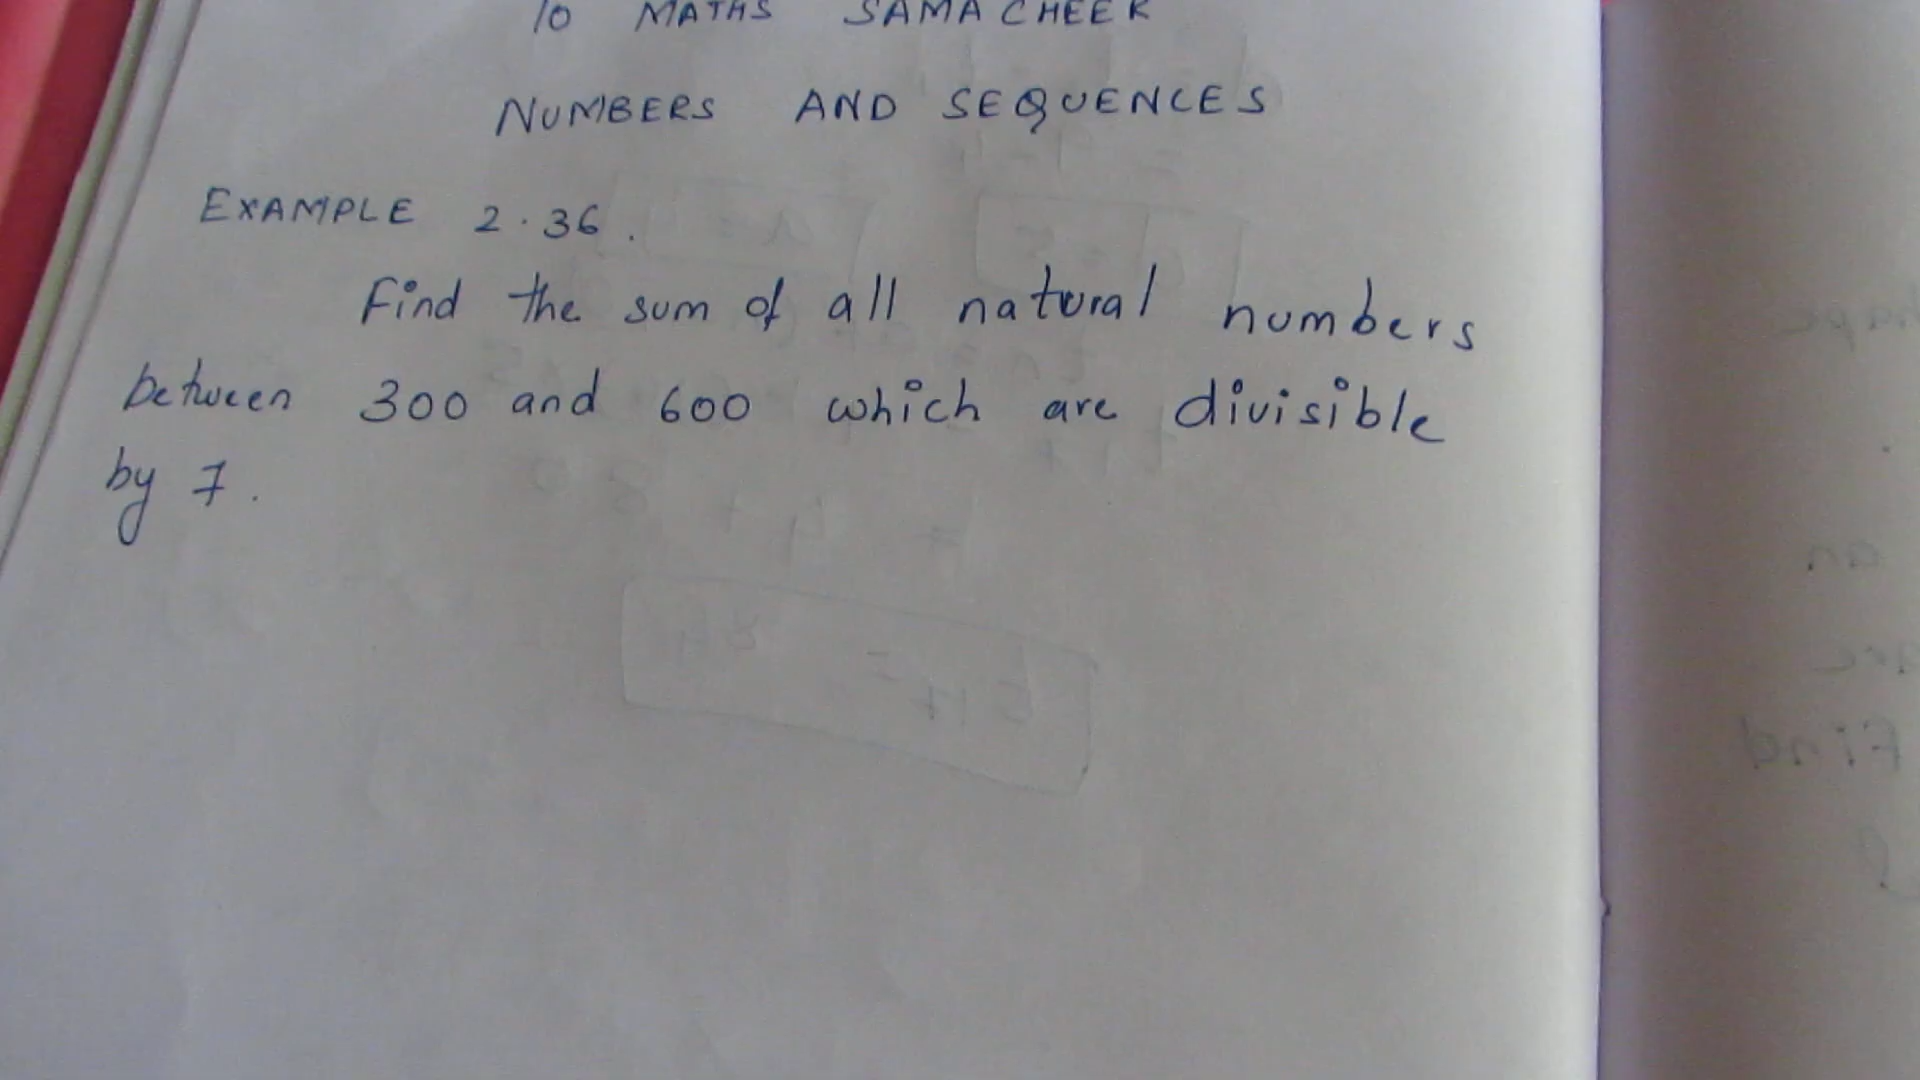 10 MATHS SAMACHEER
NUMBERS AND SEQUENCES
EXAMPLE 2.36.
Find the sum of all natural numbers
between 300 and 600 which are divisible
by 7.